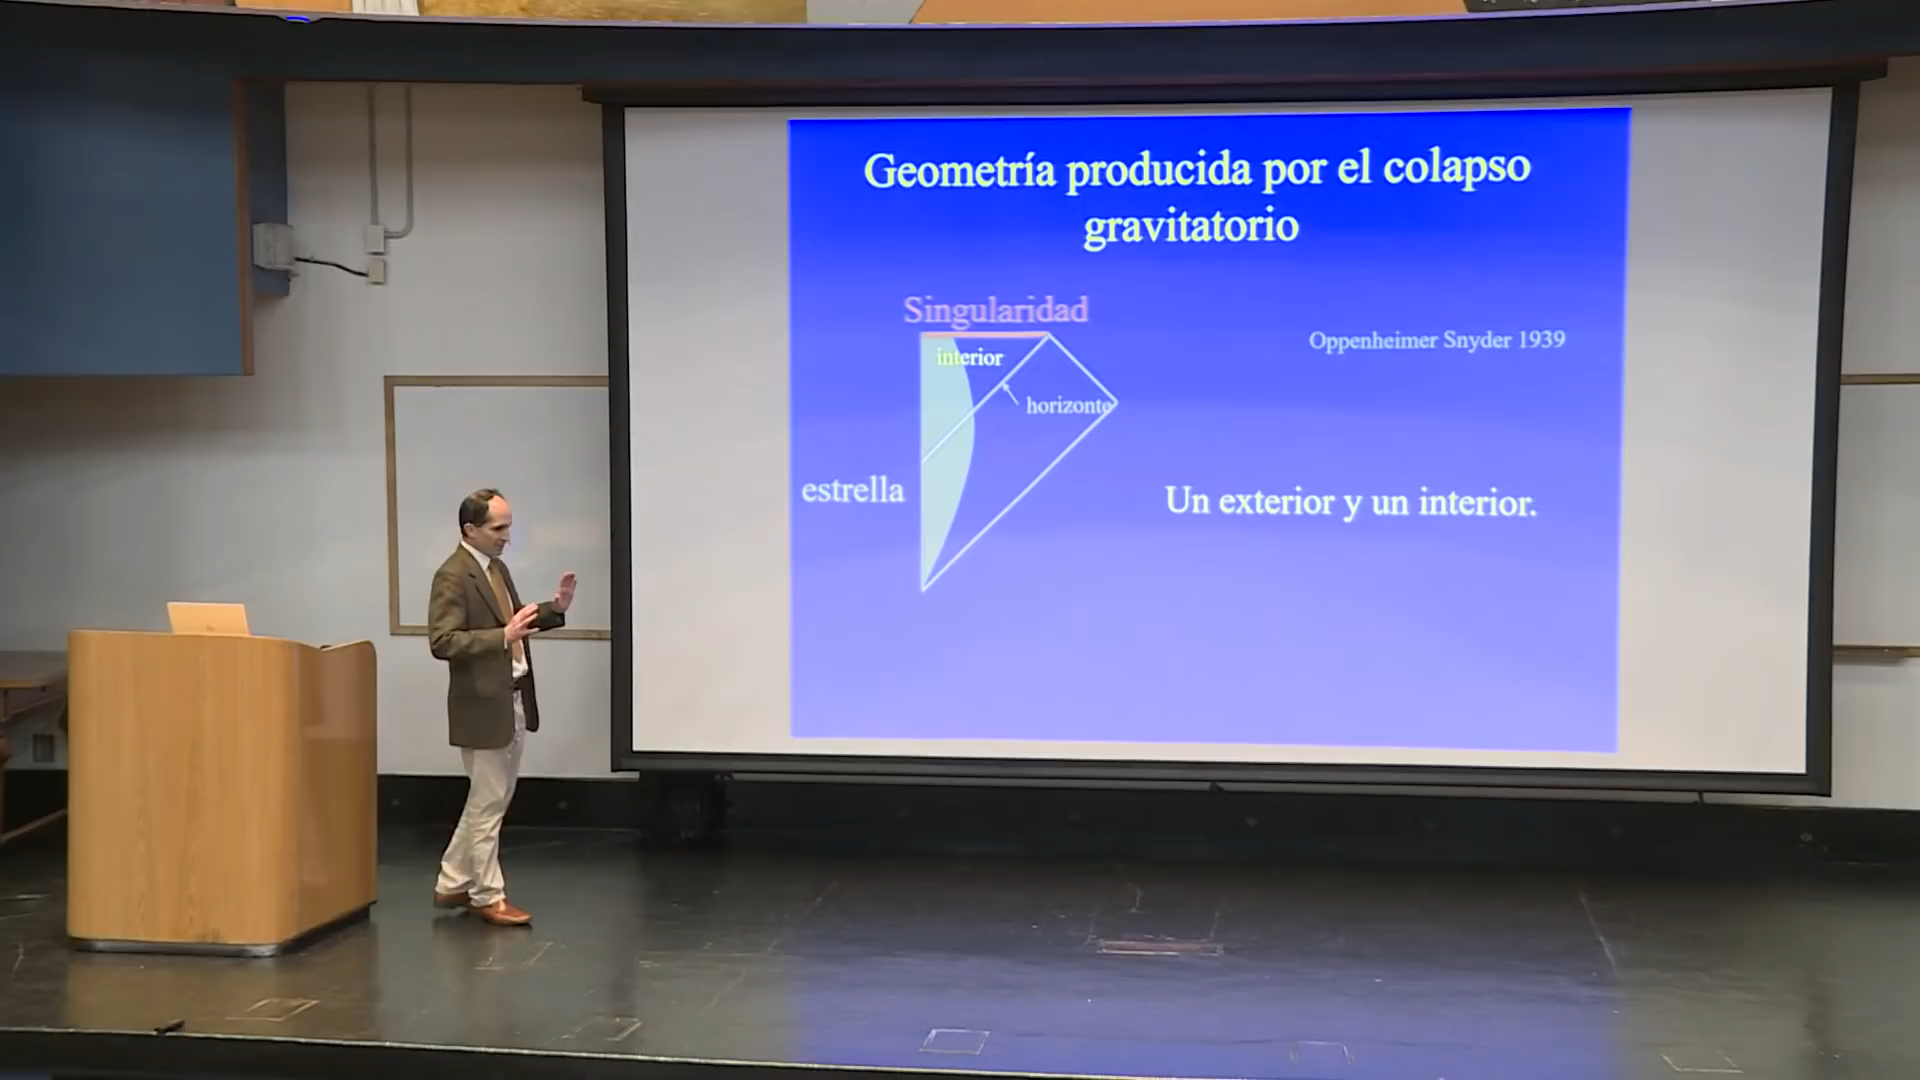 Geometría producida por el colapso
gravitatorio
Singularidad
interior
Oppenheimer Snyder 1939
horizonte
estrella
Un exterior y un interior.